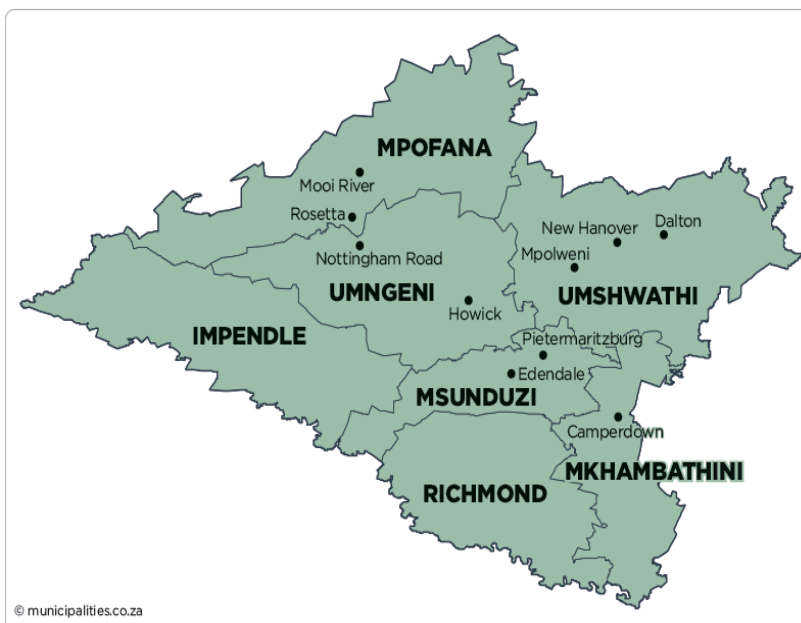 MPOFANA
Mooi River
Rosetta
New Hanover
Dalton
Nottingham Road
Mpolweni
UMNGENI
UMSHWATHI
Howick
IMPENDLE
Pietermaritzburg
Edendale
MSUNDUZI
Camperdown
MKHAMBATHINI
RICHMOND
© municipalities.co.za